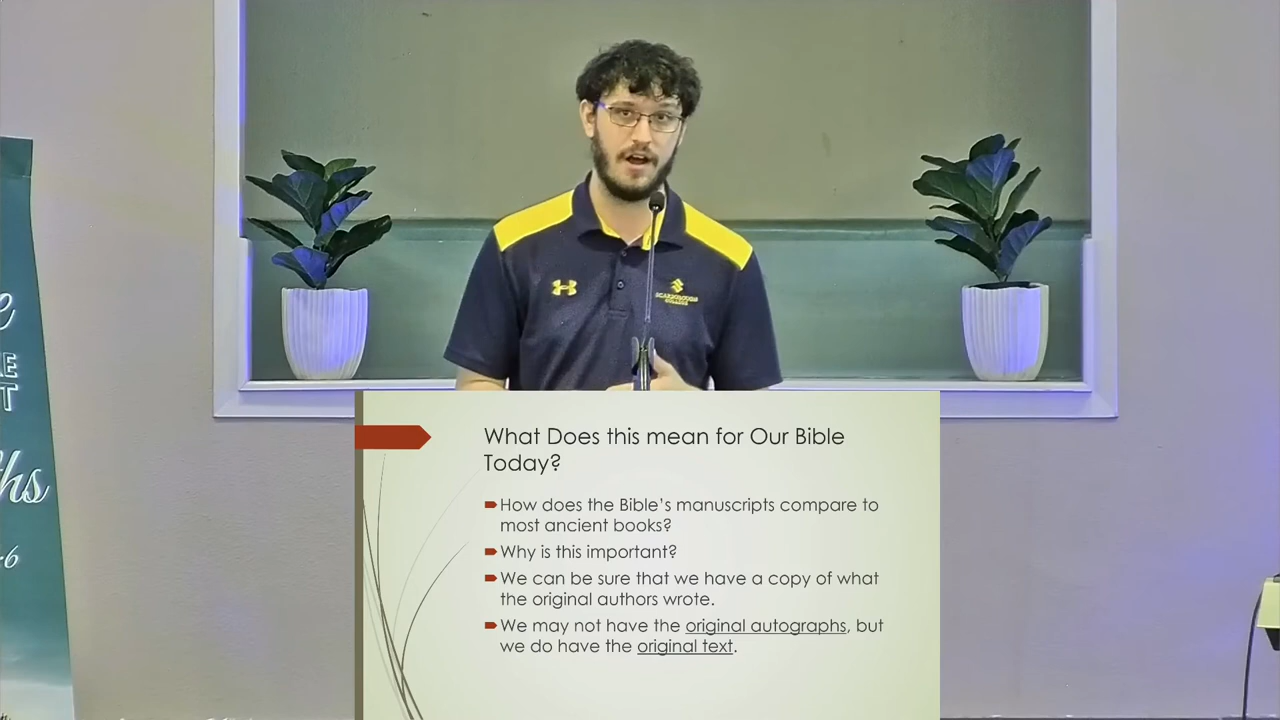 SCARBOROUGH
COLLEGE
What Does this mean for Our Bible
Today?
How does the Bible's manuscripts compare to
most ancient books?
Why is this important?
We can be sure that we have a copy of what
the original authors wrote.
We may not have the original autographs, but
we do have the original text.